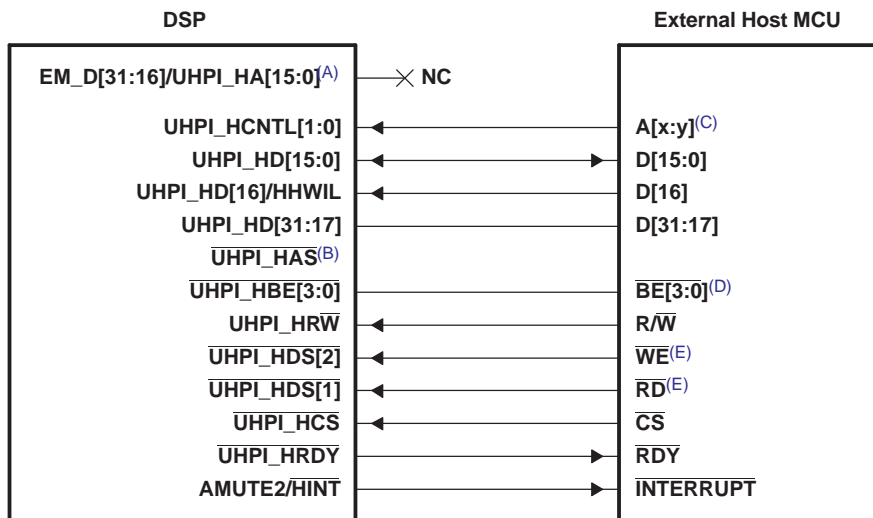 DSP External Host MCU
EM_D[31:16]/UHPI_HA[15:0](A) NC
UHPI_HCNTL[1:0] A[x:y](C)
UHPI_HD[15:0] D[15:0]
UHPI_HD[16]/HHWIL D[16]
UHPI_HD[31:17] D[31:17]
UHPI_HAS(B)
UHPI_HBE[3:0] BE[3:0](D)
UHPI_HRW R/W
UHPI_HDS[2] WE(E)
UHPI_HDS[1] RD(E)
UHPI_HCS CS
UHPI_HRDY RDY
AMUTE2/HINT INTERRUPT